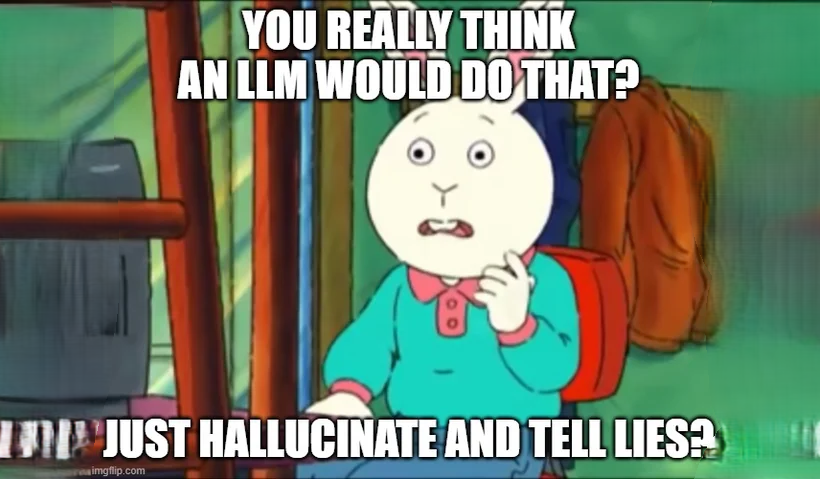 YOU REALLY THINK
AN LLM WOULD DO THAT?
JUST HALLUCINATE AND TELL LIES?
imgflip.com